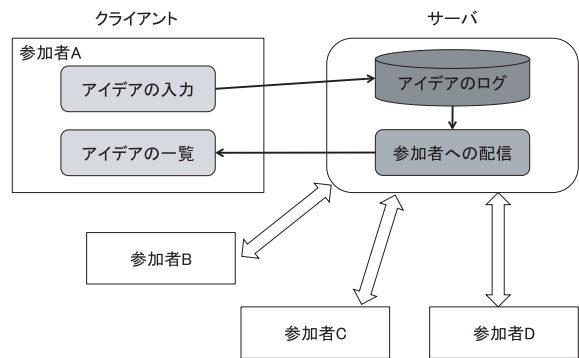 クライアント
サーバ
参加者A
アイデアの入力
アイデアのログ
アイデアの一覧
参加者への配信
参加者B
参加者C
参加者D